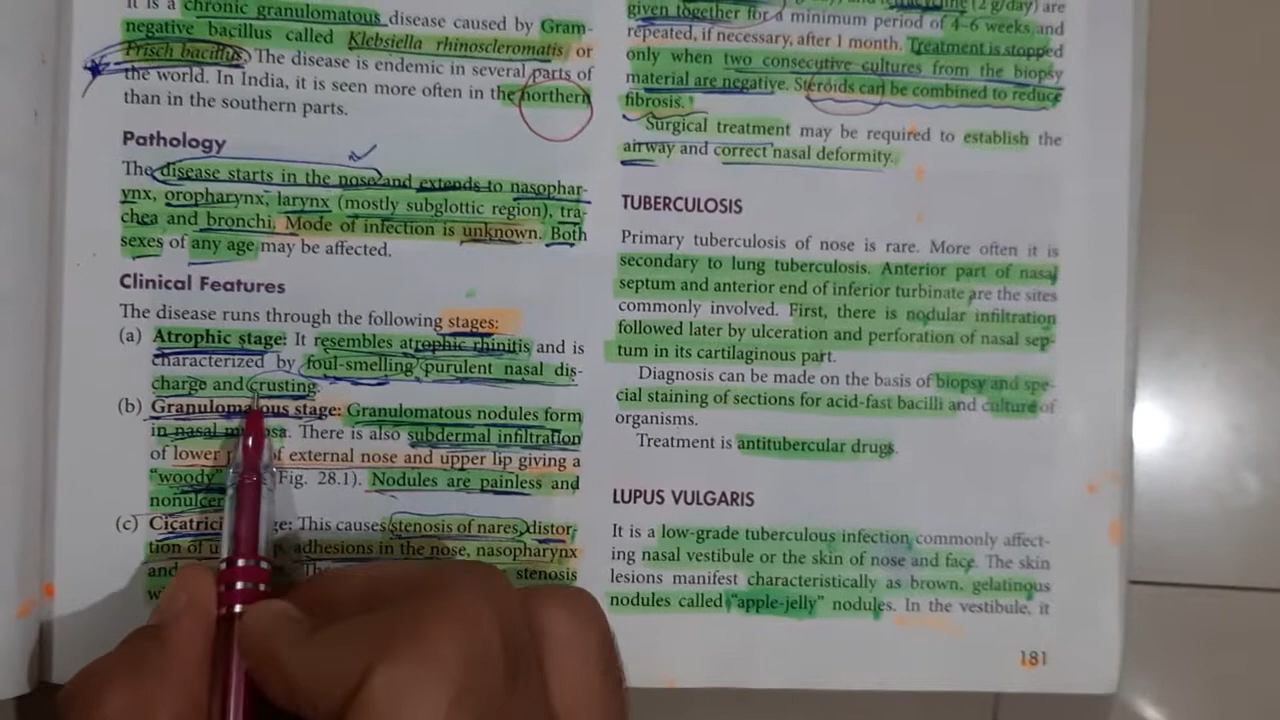 It is a chronic granulomatous disease caused by Gram-
negative bacillus called Klebsiella rhinoscleromatis or
Frisch bacillus. The disease is endemic in several parts of
the world. In India, it is seen more often in the northern
than in the southern parts.
Pathology
The disease starts in the nose and extends to nasophar-
ynx, oropharynx, larynx (mostly subglottic region), tra-
chea and bronchi. Mode of infection is unknown. Both
sexes of any age may be affected.
Clinical Features
The disease runs through the following stages:
(a) Atrophic stage: It resembles atrophic rhinitis and is
characterized by foul-smelling purulent nasal dis-
charge and crusting.
(b) Granulomatous stage: Granulomatous nodules form
in nasal mucosa. There is also subdermal infiltration
of lower of external nose and upper lip giving a
"woody" (Fig. 28.1). Nodules are painless and
nonulcer
(c) Cicatrici ge: This causes stenosis of nares, distor-
tion of u adhesions in the nose, nasopharynx
and stenosis
(2 g/day) are
given together for a minimum period of 4–6 weeks and
repeated, if necessary, after 1 month. Treatment is stopped
only when two consecutive cultures from the biopsy
material are negative. Steroids can be combined to reduce
fibrosis.
Surgical treatment may be required to establish the
airway and correct nasal deformity.
TUBERCULOSIS
Primary tuberculosis of nose is rare. More often it is
secondary to lung tuberculosis. Anterior part of nasal
septum and anterior end of inferior turbinate are the sites
commonly involved. First, there is nodular infiltration
followed later by ulceration and perforation of nasal sep-
tum in its cartilaginous part.
Diagnosis can be made on the basis of biopsy and spe-
cial staining of sections for acid-fast bacilli and culture of
organisms.
Treatment is antitubercular drugs.
LUPUS VULGARIS
It is a low-grade tuberculous infection commonly affect-
ing nasal vestibule or the skin of nose and face. The skin
lesions manifest characteristically as brown, gelatinous
nodules called "apple-jelly" nodules. In the vestibule, it
181